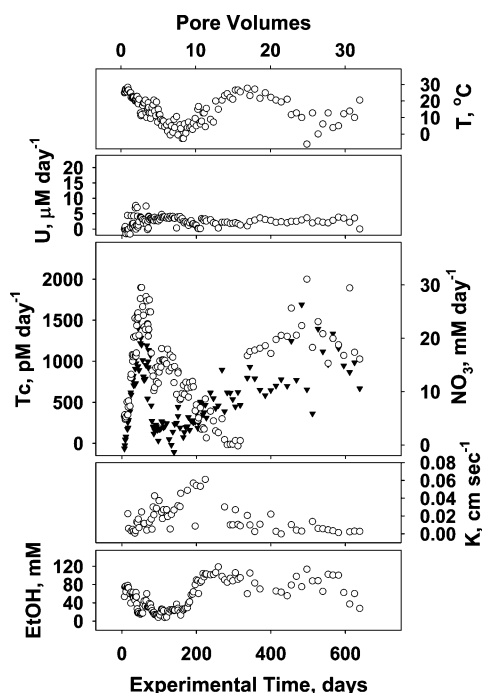 Pore Volumes
0 10 20 30
30
20
10
0
T, °C
20
15
10
5
0
U, µM day⁻¹
2000
1500
1000
500
0
Tc, pM day⁻¹
30
20
10
0
NO₃, mM day⁻¹
0.08
0.06
0.04
0.02
0.00
K, cm sec⁻¹
120
80
40
0
EtOH, mM
0 200 400 600
Experimental Time, days